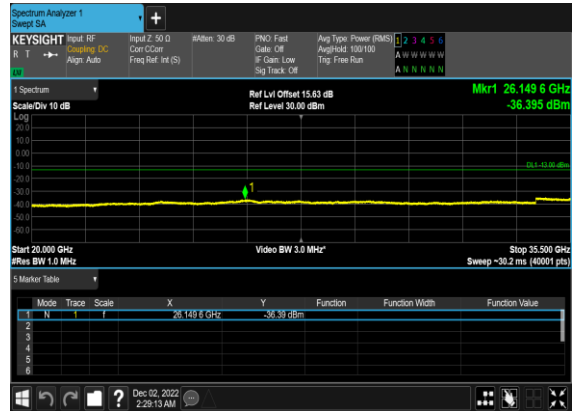 Spectrum Analyzer 1
Swept SA
KEYSIGHT
R T
LW
Input: RF
Coupling: DC
Align: Auto
Input Z: 50 Ω
Corr CCorr
Freq Ref: Int (S)
#Atten: 30 dB
PNO: Fast
Gate: Off
IF Gain: Low
Sig Track: Off
Avg Type: Power (RMS)
Avg|Hold: 100/100
Trig: Free Run
1 2 3 4 5 6
A W W W W W
A N N N N N
1 Spectrum
Scale/Div 10 dB
Log
Ref Lvl Offset 15.63 dB
Ref Level 30.00 dBm
Mkr1 26.149 6 GHz
-36.395 dBm
20.0
10.0
0.00
-10.0
-20.0
-30.0
-40.0
-50.0
-60.0
DL1 -13.00 dBm
1
Start 20.000 GHz
#Res BW 1.0 MHz
Video BW 3.0 MHz*
Stop 35.500 GHz
Sweep ~30.2 ms (40001 pts)
5 Marker Table
Mode Trace Scale X Y Function Function Width Function Value
1 N 1 f 26.149 6 GHz -36.39 dBm
2
3
4
5
6
?
Dec 02, 2022
2:29:13 AM